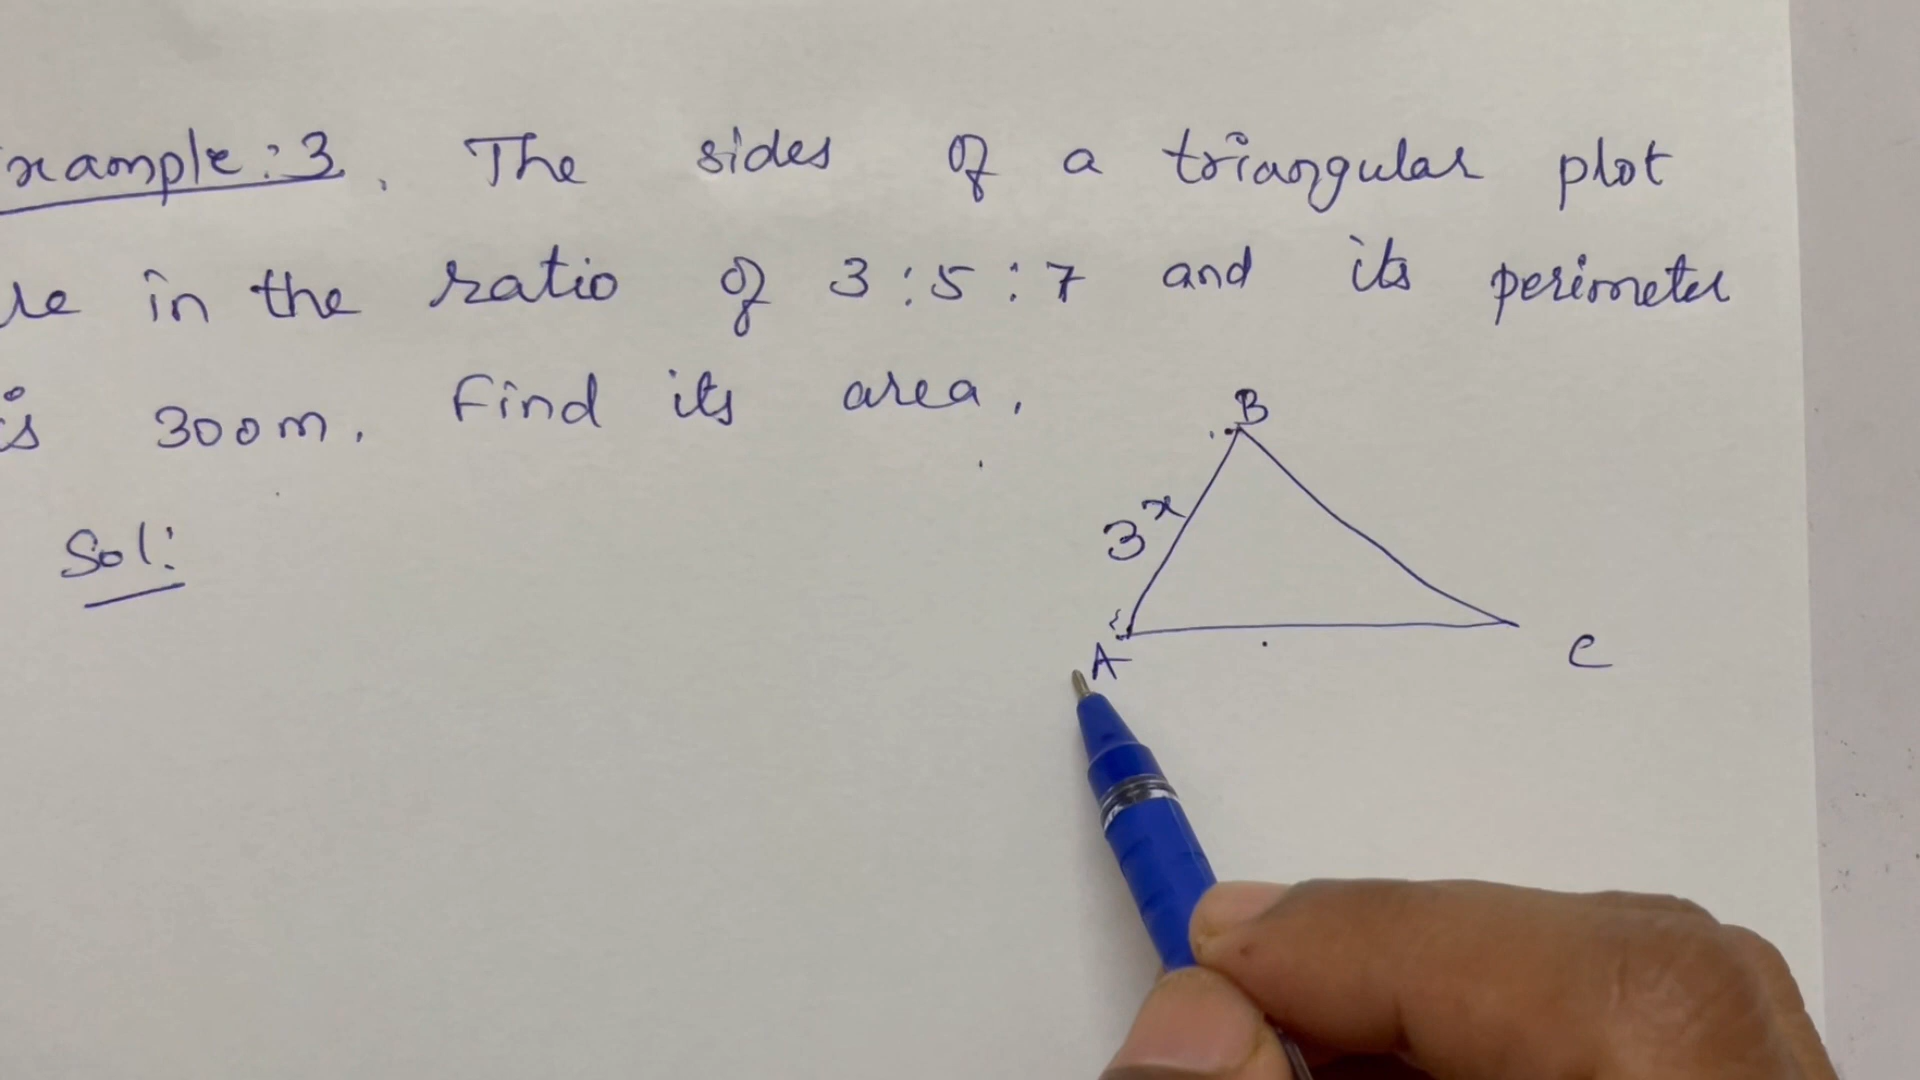 xample:3. The sides of a triangular plot
re in the ratio of 3:5:7 and its perimeter
is 300m. Find its area.
B
3x
A
C
Sol: